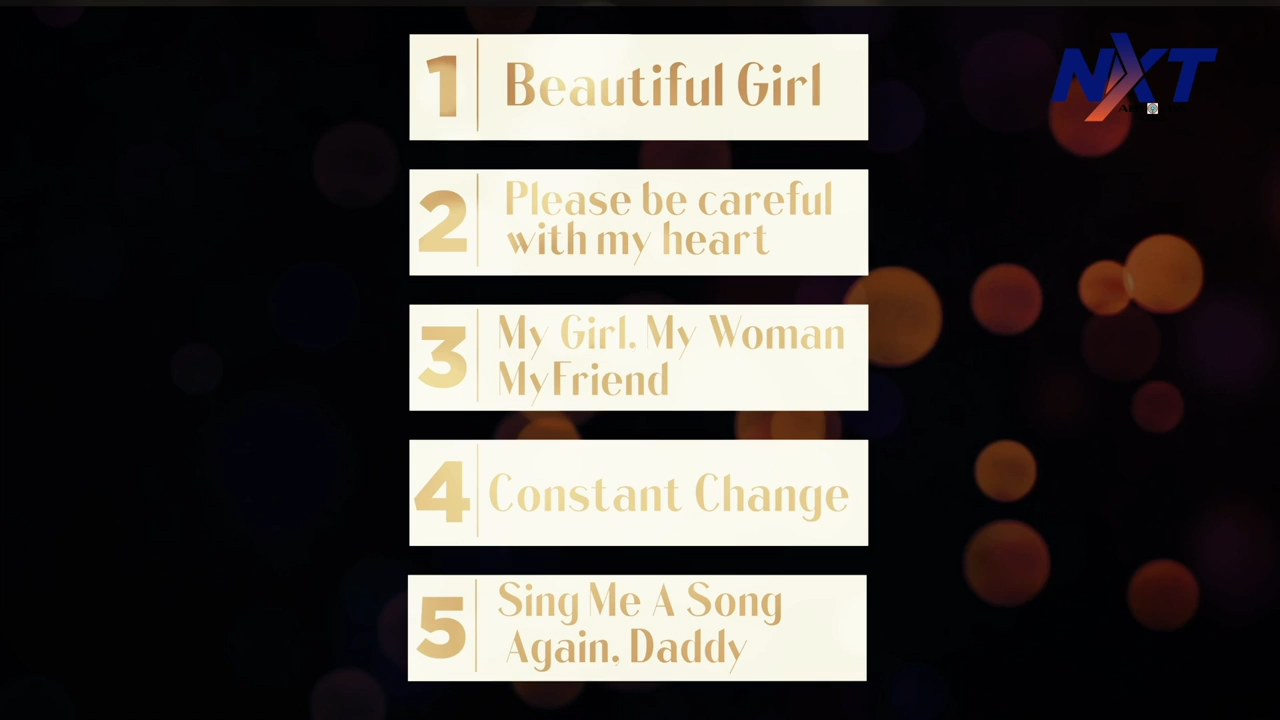 NXT
1
Beautiful Girl
2
Please be careful
with my heart
3
My Girl, My Woman
MyFriend
4
Constant Change
5
Sing Me A Song
Again, Daddy